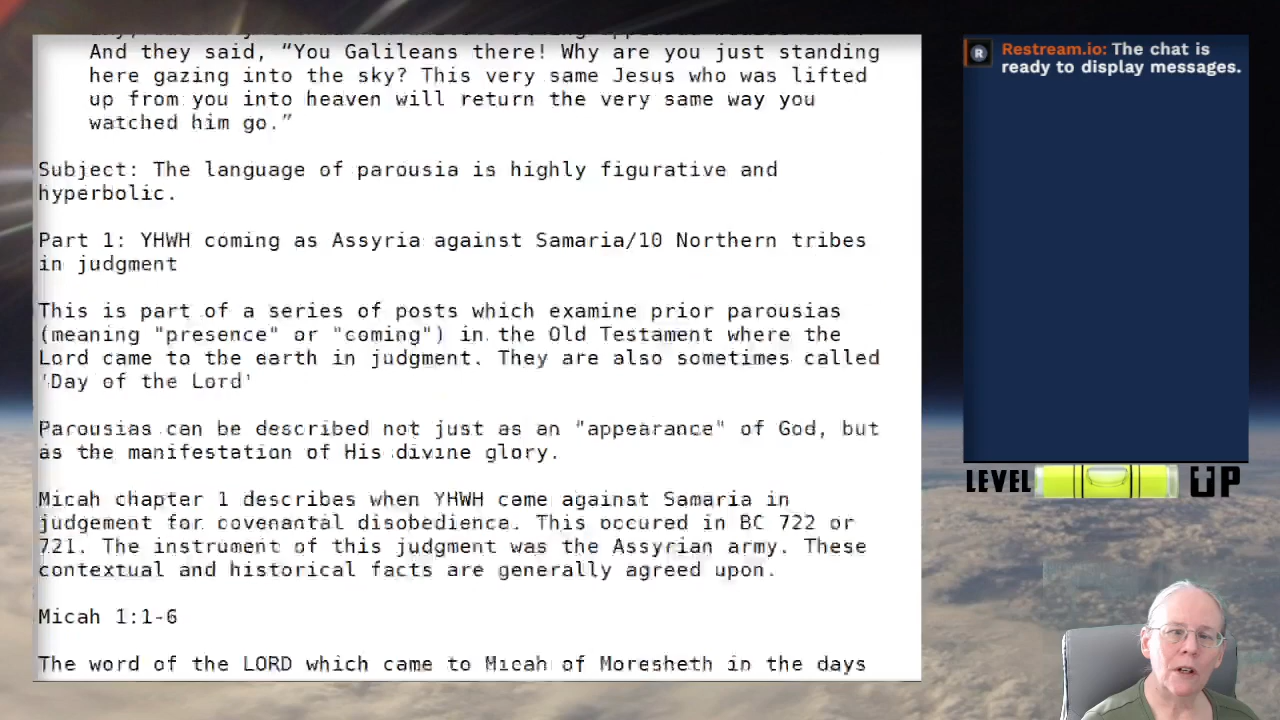 And they said, “You Galileans there! Why are you just standing
here gazing into the sky? This very same Jesus who was lifted
up from you into heaven will return the very same way you
watched him go.”
Subject: The language of parousia is highly figurative and
hyperbolic.
Part 1: YHWH coming as Assyria against Samaria/10 Northern tribes
in judgment
This is part of a series of posts which examine prior parousias
(meaning "presence" or "coming") in the Old Testament where the
Lord came to the earth in judgment. They are also sometimes called
'Day of the Lord'
Parousias can be described not just as an "appearance" of God, but
as the manifestation of His divine glory.
Micah chapter 1 describes when YHWH came against Samaria in
judgement for covenantal disobedience. This occured in BC 722 or
721. The instrument of this judgment was the Assyrian army. These
contextual and historical facts are generally agreed upon.
Micah 1:1-6
The word of the LORD which came to Micah of Moresheth in the days
R Restream.io: The chat is
ready to display messages.
LEVEL UP